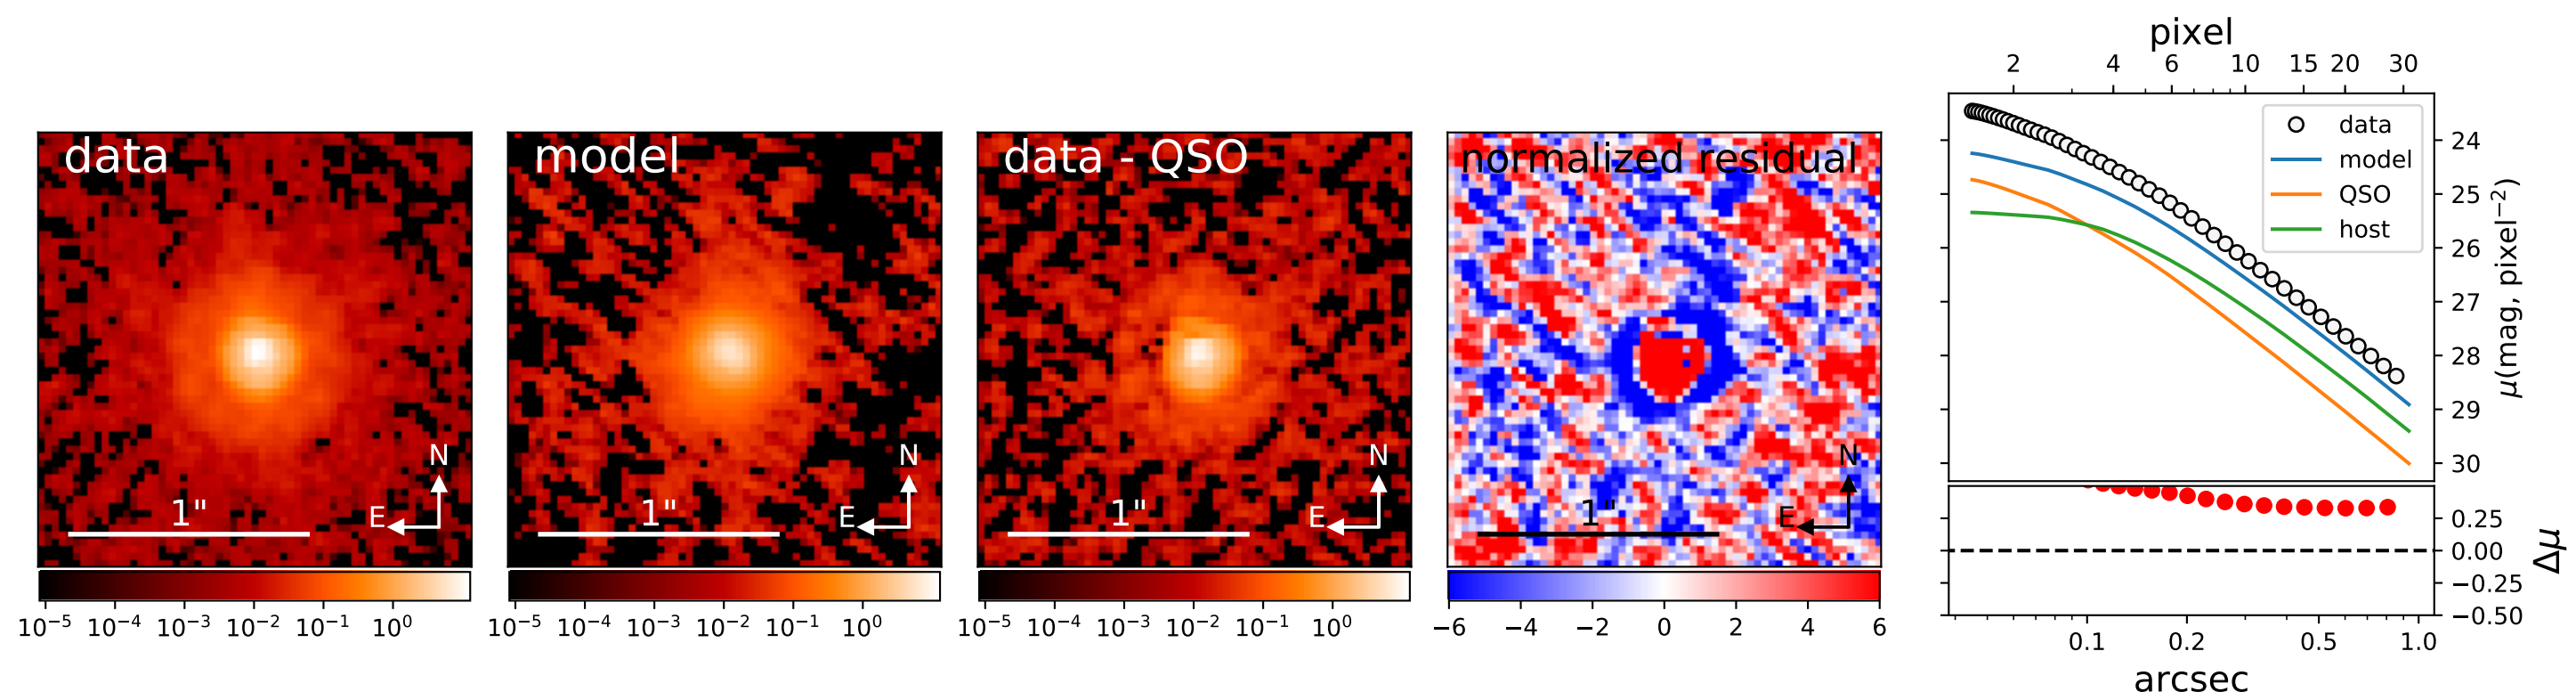 data
N
E
1"
10⁻⁵ 10⁻⁴ 10⁻³ 10⁻² 10⁻¹ 10⁰
model
N
E
1"
10⁻⁵ 10⁻⁴ 10⁻³ 10⁻² 10⁻¹ 10⁰
data - QSO
N
E
1"
10⁻⁵ 10⁻⁴ 10⁻³ 10⁻² 10⁻¹ 10⁰
normalized residual
N
E
1"
−6 −4 −2 0 2 4 6
pixel
2 4 6 10 15 20 30
data
model
QSO
host
24
25
26
27
28
29
30
μ(mag, pixel⁻²)
0.25
0.00
−0.25
−0.50
Δμ
0.1 0.2 0.5 1.0
arcsec